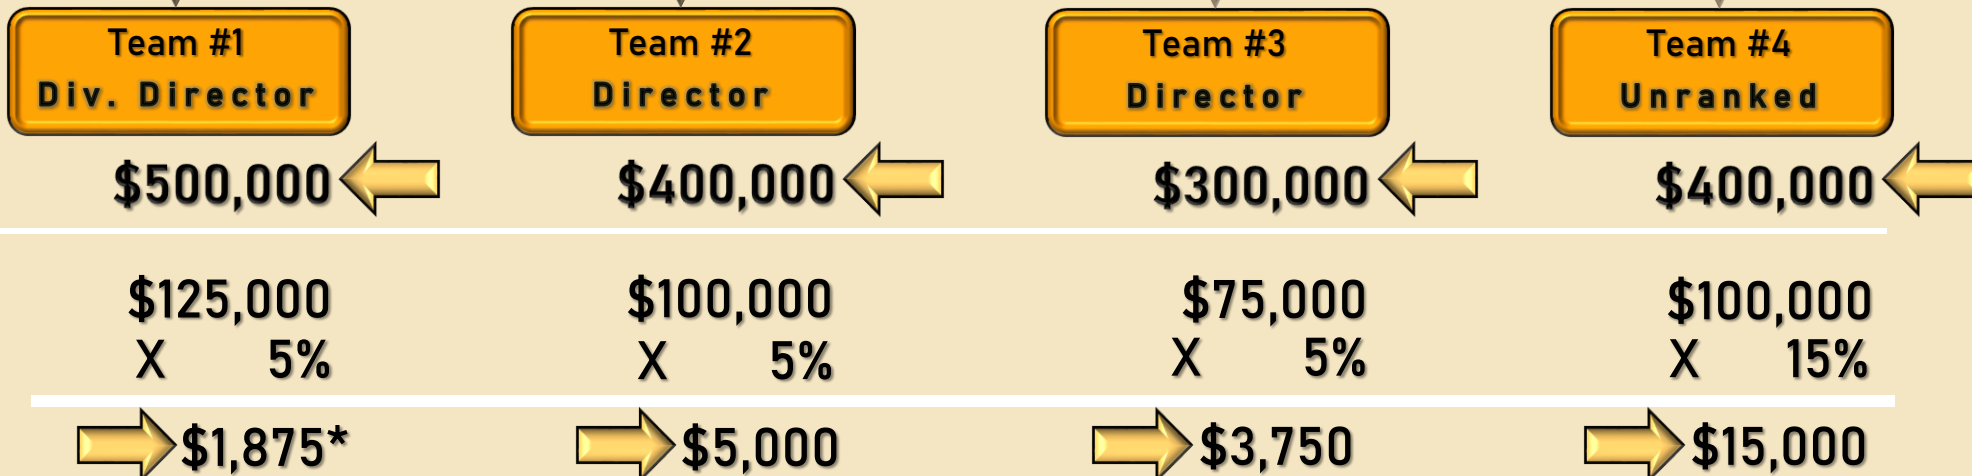 Team #1
Div. Director
$500,000
$125,000
X 5%
$1,875*
Team #2
Director
$400,000
$100,000
X 5%
$5,000
Team #3
Director
$300,000
$75,000
X 5%
$3,750
Team #4
Unranked
$400,000
$100,000
X 15%
$15,000